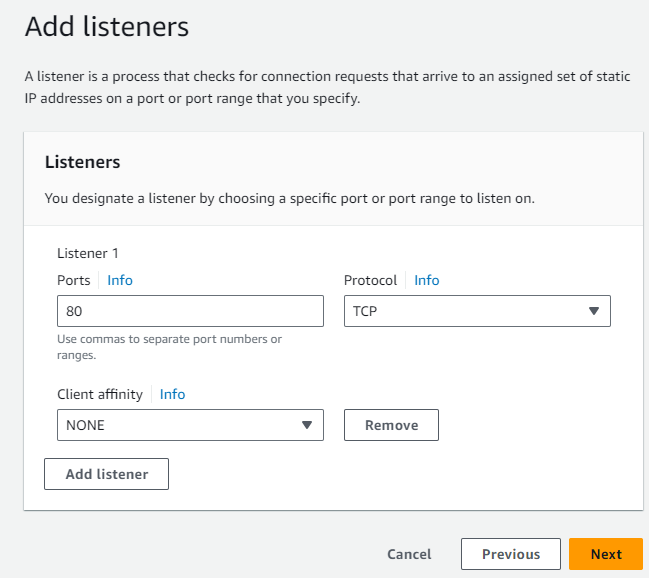 Add listeners
A listener is a process that checks for connection requests that arrive to an assigned set of static
IP addresses on a port or port range that you specify.
Listeners
You designate a listener by choosing a specific port or port range to listen on.
Listener 1
Ports Info
Protocol Info
80
TCP
Use commas to separate port numbers or
ranges.
Client affinity Info
NONE
Remove
Add listener
Cancel
Previous
Next